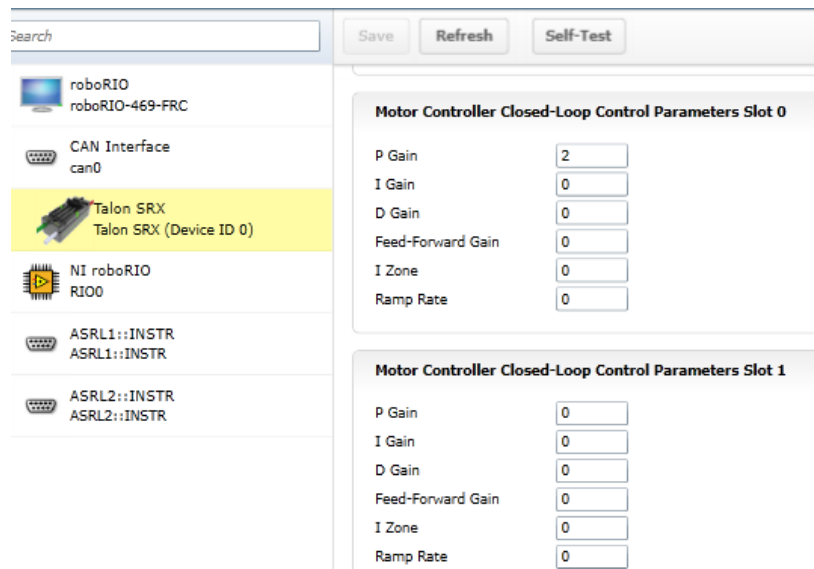 Search
Save Refresh Self-Test
roboRIO
roboRIO-469-FRC
CAN Interface
can0
Talon SRX
Talon SRX (Device ID 0)
NI roboRIO
RIO0
ASRL1::INSTR
ASRL1::INSTR
ASRL2::INSTR
ASRL2::INSTR
Motor Controller Closed-Loop Control Parameters Slot 0
P Gain 2
I Gain 0
D Gain 0
Feed-Forward Gain 0
I Zone 0
Ramp Rate 0
Motor Controller Closed-Loop Control Parameters Slot 1
P Gain 0
I Gain 0
D Gain 0
Feed-Forward Gain 0
I Zone 0
Ramp Rate 0